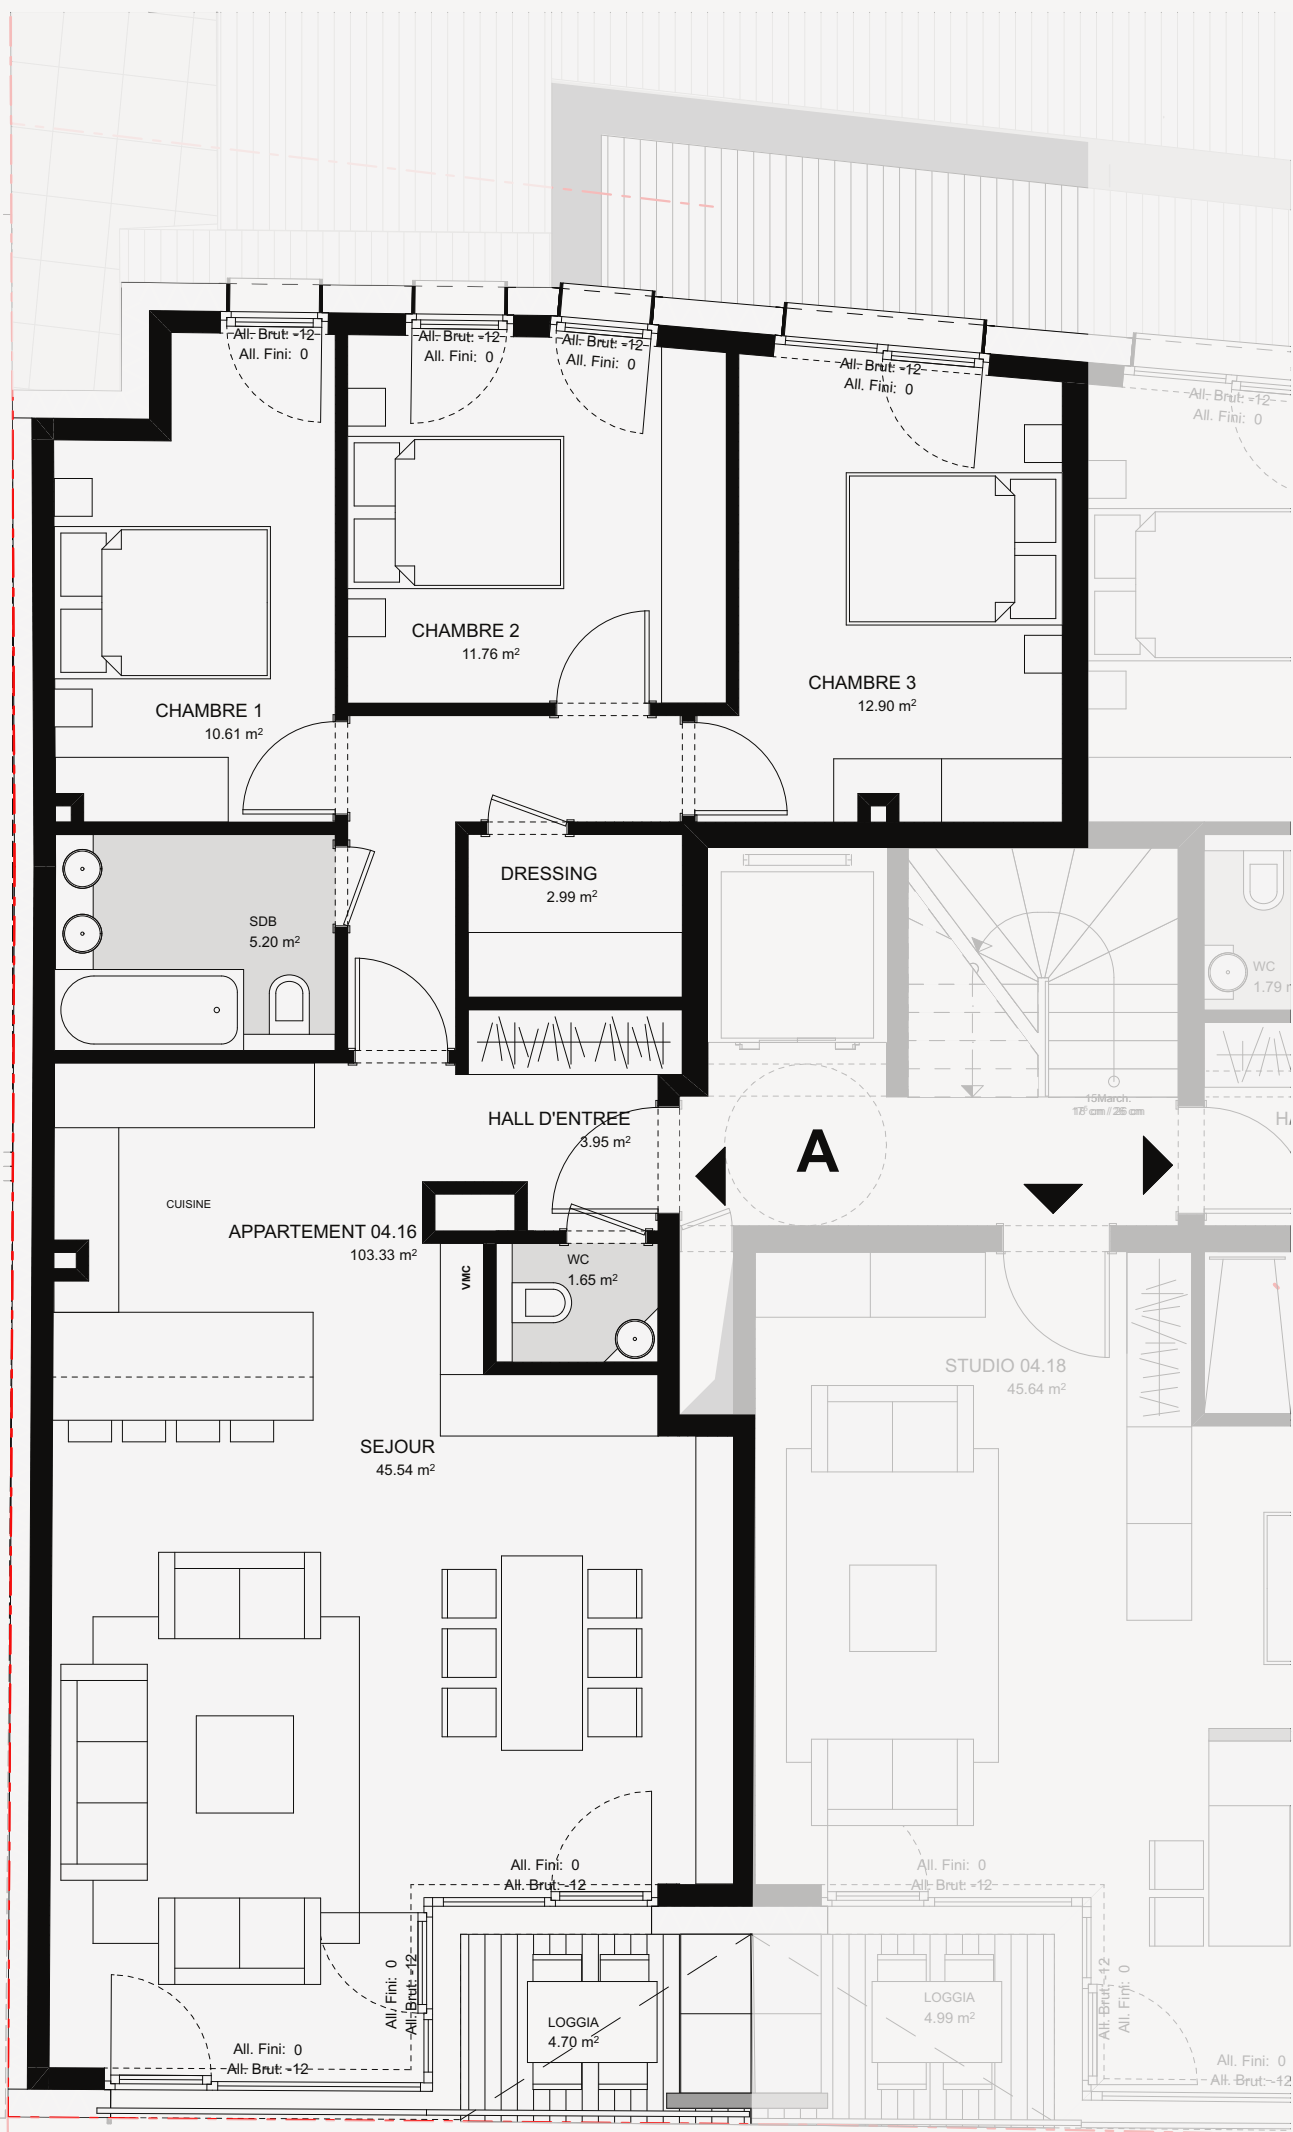 All. Brut: -12
All. Fini: 0
All. Brut: -12
All. Fini: 0
All. Brut: -12
All. Fini: 0
All. Brut: -12
All. Fini: 0
All. Brut: -12
All. Fini: 0
CHAMBRE 2
11.76 m²
CHAMBRE 3
12.90 m²
CHAMBRE 1
10.61 m²
DRESSING
2.99 m²
SDB
5.20 m²
WC
1.79
15March.
18 cm / 26 cm
HALL D'ENTREE
3.95 m²
A
CUISINE
APPARTEMENT 04.16
103.33 m²
VMC
WC
1.65 m²
STUDIO 04.18
45.64 m²
SEJOUR
45.54 m²
All. Fini: 0
All. Brut: -12
All. Fini: 0
All. Brut: -12
All. Fini: 0
All. Brut: -12
All. Brut: -12
All. Fini: 0
LOGGIA
4.70 m²
LOGGIA
4.99 m²
All. Fini: 0
All. Brut: -12
All. Fini: 0
All. Brut: -12